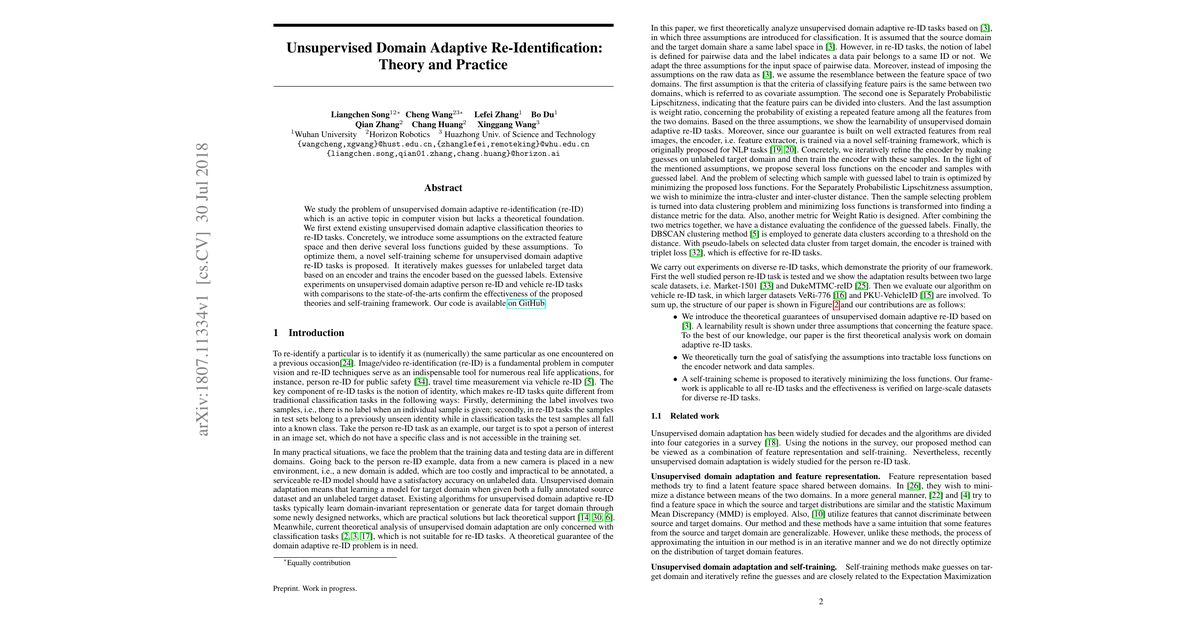 arXiv:1807.11334v1 [cs.CV] 30 Jul 2018
Unsupervised Domain Adaptive Re-Identification:
Theory and Practice
Liangchen Song12∗ Cheng Wang23∗ Lefei Zhang1 Bo Du1
Qian Zhang2 Chang Huang2 Xinggang Wang3
1Wuhan University 2Horizon Robotics 3 Huazhong Univ. of Science and Technology
{wangcheng,xgwang}@hust.edu.cn,{zhanglefei,remoteking}@whu.edu.cn
{liangchen.song,qian01.zhang,chang.huang}@horizon.ai
Abstract
We study the problem of unsupervised domain adaptive re-identification (re-ID)
which is an active topic in computer vision but lacks a theoretical foundation.
We first extend existing unsupervised domain adaptive classification theories to
re-ID tasks. Concretely, we introduce some assumptions on the extracted feature
space and then derive several loss functions guided by these assumptions. To
optimize them, a novel self-training scheme for unsupervised domain adaptive
re-ID tasks is proposed. It iteratively makes guesses for unlabeled target data
based on an encoder and trains the encoder based on the guessed labels. Extensive
experiments on unsupervised domain adaptive person re-ID and vehicle re-ID tasks
with comparisons to the state-of-the-arts confirm the effectiveness of the proposed
theories and self-training framework. Our code is available on GitHub.
1 Introduction
To re-identify a particular is to identify it as (numerically) the same particular as one encountered on
a previous occasion[24]. Image/video re-identification (re-ID) is a fundamental problem in computer
vision and re-ID techniques serve as an indispensable tool for numerous real life applications, for
instance, person re-ID for public safety [34], travel time measurement via vehicle re-ID [5]. The
key component of re-ID tasks is the notion of identity, which makes re-ID tasks quite different from
traditional classification tasks in the following ways: Firstly, determining the label involves two
samples, i.e., there is no label when an individual sample is given; secondly, in re-ID tasks the samples
in test sets belong to a previously unseen identity while in classification tasks the test samples all fall
into a known class. Take the person re-ID task as an example, our target is to spot a person of interest
in an image set, which do not have a specific class and is not accessible in the training set.
In many practical situations, we face the problem that the training data and testing data are in different
domains. Going back to the person re-ID example, data from a new camera is placed in a new
environment, i.e., a new domain is added, which are too costly and impractical to be annotated, a
serviceable re-ID model should have a satisfactory accuracy on unlabeled data. Unsupervised domain
adaptation means that learning a model for target domain when given both a fully annotated source
dataset and an unlabeled target dataset. Existing algorithms for unsupervised domain adaptive re-ID
tasks typically learn domain-invariant representation or generate data for target domain through
some newly designed networks, which are practical solutions but lack theoretical support [14, 30, 6].
Meanwhile, current theoretical analysis of unsupervised domain adaptation are only concerned with
classification tasks [2, 3, 17], which is not suitable for re-ID tasks. A theoretical guarantee of the
domain adaptive re-ID problem is in need.
∗Equally contribution
Preprint. Work in progress.
In this paper, we first theoretically analyze unsupervised domain adaptive re-ID tasks based on [3],
in which three assumptions are introduced for classification. It is assumed that the source domain
and the target domain share a same label space in [3]. However, in re-ID tasks, the notion of label
is defined for pairwise data and the label indicates a data pair belongs to a same ID or not. We
adapt the three assumptions for the input space of pairwise data. Moreover, instead of imposing the
assumptions on the raw data as [3], we assume the resemblance between the feature space of two
domains. The first assumption is that the criteria of classifying feature pairs is the same between two
domains, which is referred to as covariate assumption. The second one is Separately Probabilistic
Lipschitzness, indicating that the feature pairs can be divided into clusters. And the last assumption
is weight ratio, concerning the probability of existing a repeated feature among all the features from
the two domains. Based on the three assumptions, we show the learnability of unsupervised domain
adaptive re-ID tasks. Moreover, since our guarantee is built on well extracted features from real
images, the encoder, i.e. feature extractor, is trained via a novel self-training framework, which is
originally proposed for NLP tasks [19, 20]. Concretely, we iteratively refine the encoder by making
guesses on unlabeled target domain and then train the encoder with these samples. In the light of
the mentioned assumptions, we propose several loss functions on the encoder and samples with
guessed label. And the problem of selecting which sample with guessed label to train is optimized by
minimizing the proposed loss functions. For the Separately Probabilistic Lipschitzness assumption,
we wish to minimize the intra-cluster and inter-cluster distance. Then the sample selecting problem
is turned into data clustering problem and minimizing loss functions is transformed into finding a
distance metric for the data. Also, another metric for Weight Ratio is designed. After combining the
two metrics together, we have a distance evaluating the confidence of the guessed labels. Finally, the
DBSCAN clustering method [5] is employed to generate data clusters according to a threshold on the
distance. With pseudo-labels on selected data cluster from target domain, the encoder is trained with
triplet loss [32], which is effective for re-ID tasks.
We carry out experiments on diverse re-ID tasks, which demonstrate the priority of our framework.
First the well studied person re-ID task is tested and we show the adaptation results between two large
scale datasets, i.e. Market-1501 [33] and DukeMTMC-reID [25]. Then we evaluate our algorithm on
vehicle re-ID task, in which larger datasets VeRi-776 [16] and PKU-VehicleID [15] are involved. To
sum up, the structure of our paper is shown in Figure 2 and our contributions are as follows:
• We introduce the theoretical guarantees of unsupervised domain adaptive re-ID based on
[3]. A learnability result is shown under three assumptions that concerning the feature space.
To the best of our knowledge, our paper is the first theoretical analysis work on domain
adaptive re-ID tasks.
• We theoretically turn the goal of satisfying the assumptions into tractable loss functions on
the encoder network and data samples.
• A self-training scheme is proposed to iteratively minimizing the loss functions. Our frame-
work is applicable to all re-ID tasks and the effectiveness is verified on large-scale datasets
for diverse re-ID tasks.
1.1 Related work
Unsupervised domain adaptation has been widely studied for decades and the algorithms are divided
into four categories in a survey [18]. Using the notions in the survey, our proposed method can
be viewed as a combination of feature representation and self-training. Nevertheless, recently
unsupervised domain adaptation is widely studied for the person re-ID task.
Unsupervised domain adaptation and feature representation. Feature representation based
methods try to find a latent feature space shared between domains. In [26], they wish to mini-
mize a distance between means of the two domains. In a more general manner, [22] and [4] try to
find a feature space in which the source and target distributions are similar and the statistic Maximum
Mean Discrepancy (MMD) is employed. Also, [10] utilize features that cannot discriminate between
source and target domains. Our method and these methods have a same intuition that some features
from the source and target domain are generalizable. However, unlike these methods, the process of
approximating the intuition in our method is in an iterative manner and we do not directly optimize
on the distribution of target domain features.
Unsupervised domain adaptation and self-training. Self-training methods make guesses on tar-
get domain and iteratively refine the guesses and are closely related to the Expectation Maximization
2